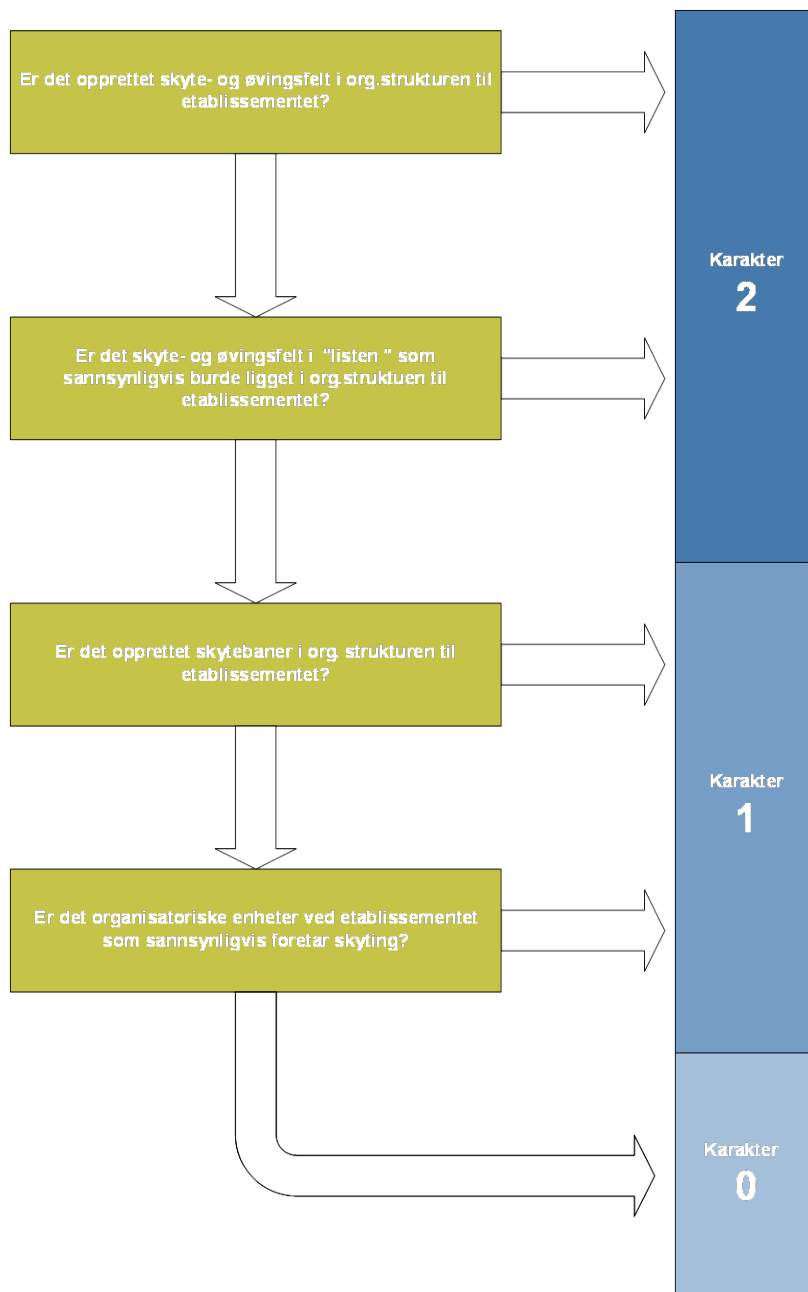 Er det opprettet skyte- og øvingsfelt i org.strukturen til
etablissementet?
Karakter
2
Er det skyte- og øvingsfelt i "listen " som
sannsynligvis burde ligget i org.struktuen til
etablissementet?
Er det opprettet skytebaner i org. strukturen til
etablissementet?
Karakter
1
Er det organisatoriske enheter ved etablissementet
som sannsynligvis foretar skyting?
Karakter
0